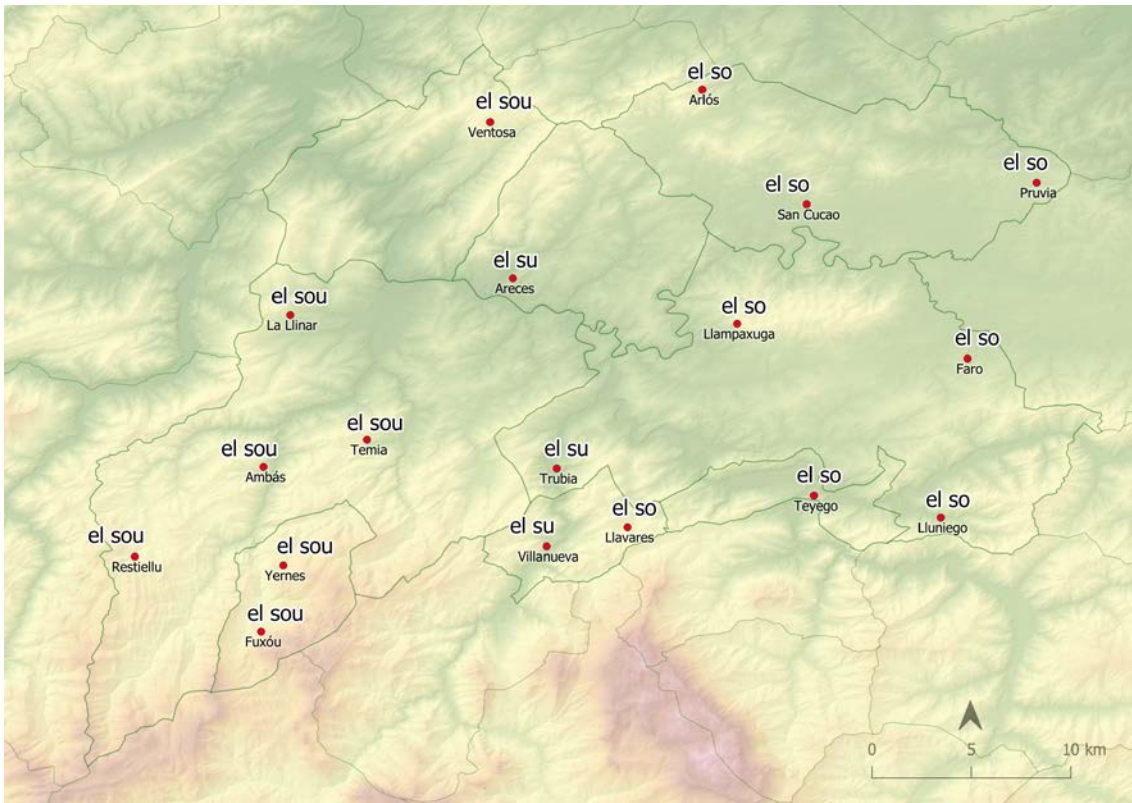 el so
Arlós
el sou
Ventosa
el so
Pruvia
el so
San Cucao
el su
Areces
el sou
La Llinar
el so
Llampaxuga
el so
Faro
el sou
Temia
el sou
Ambás
el su
Trubia
el so
Teyego
el so
Lluniego
el so
Llavares
el su
Villanueva
el sou
Restiellu
el sou
Yernes
el sou
Fuxóu
0 5 10 km